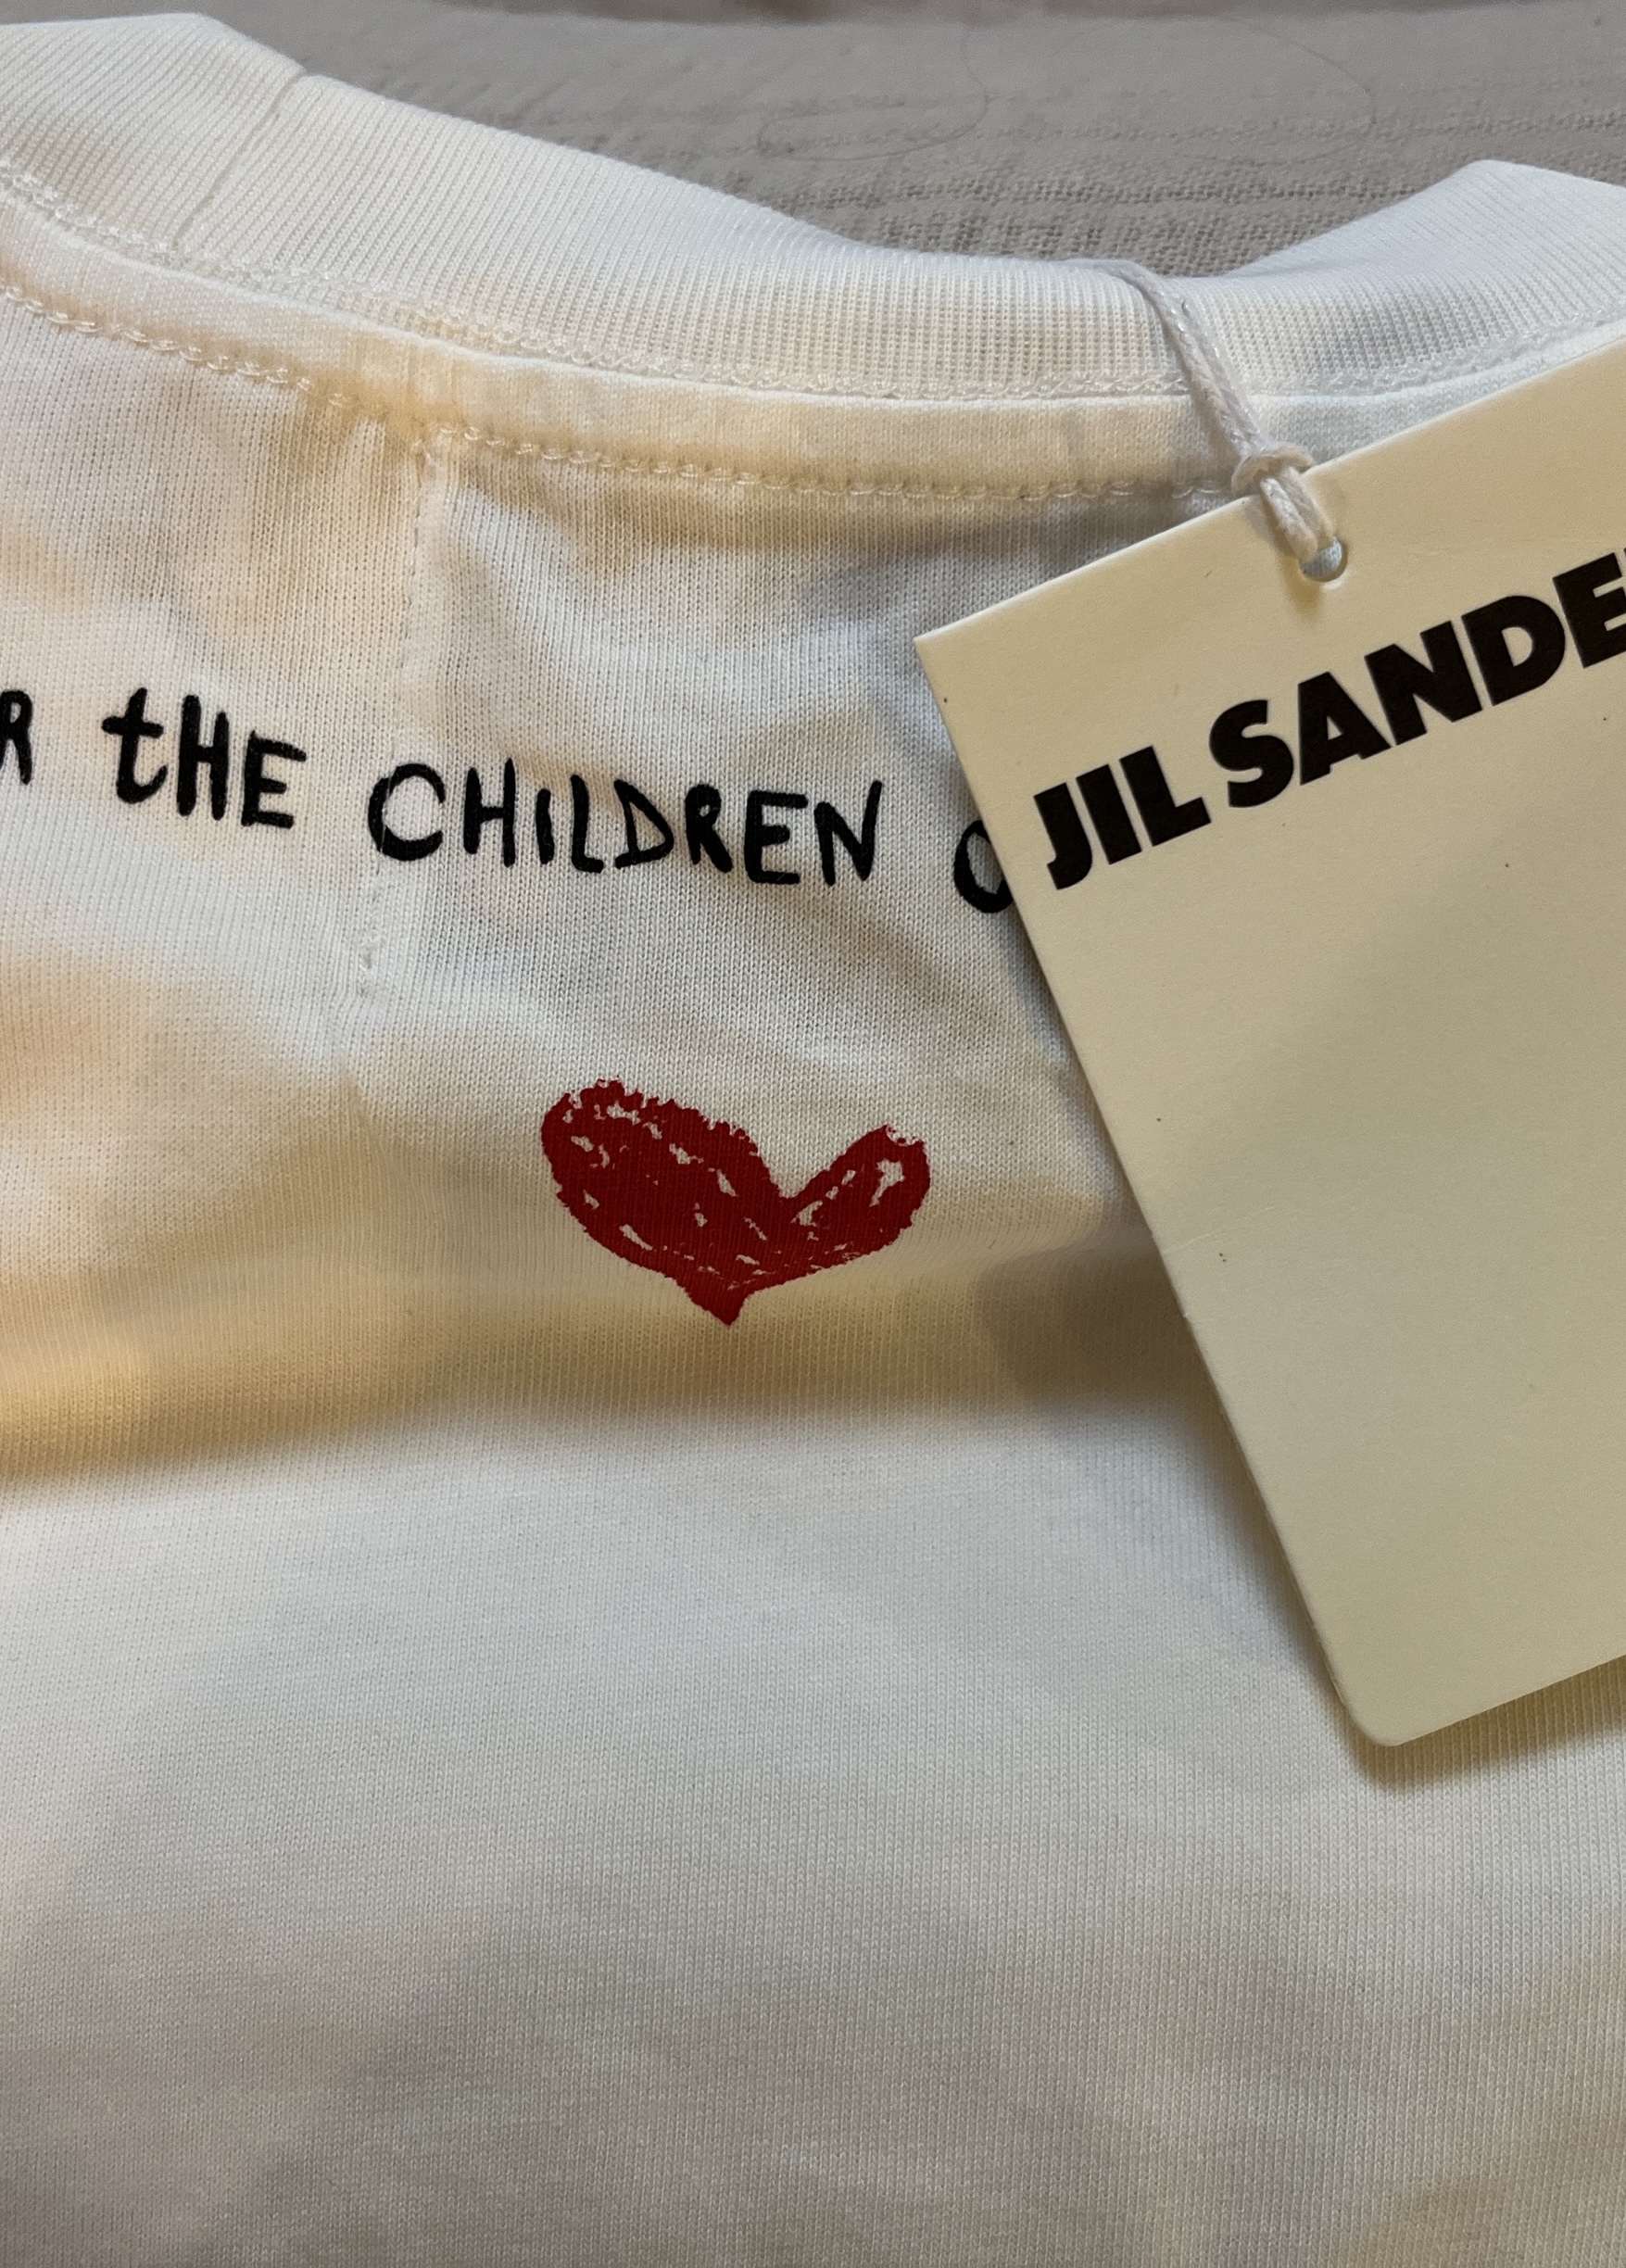 R tHE CHiLDREN O
JIL SANDE